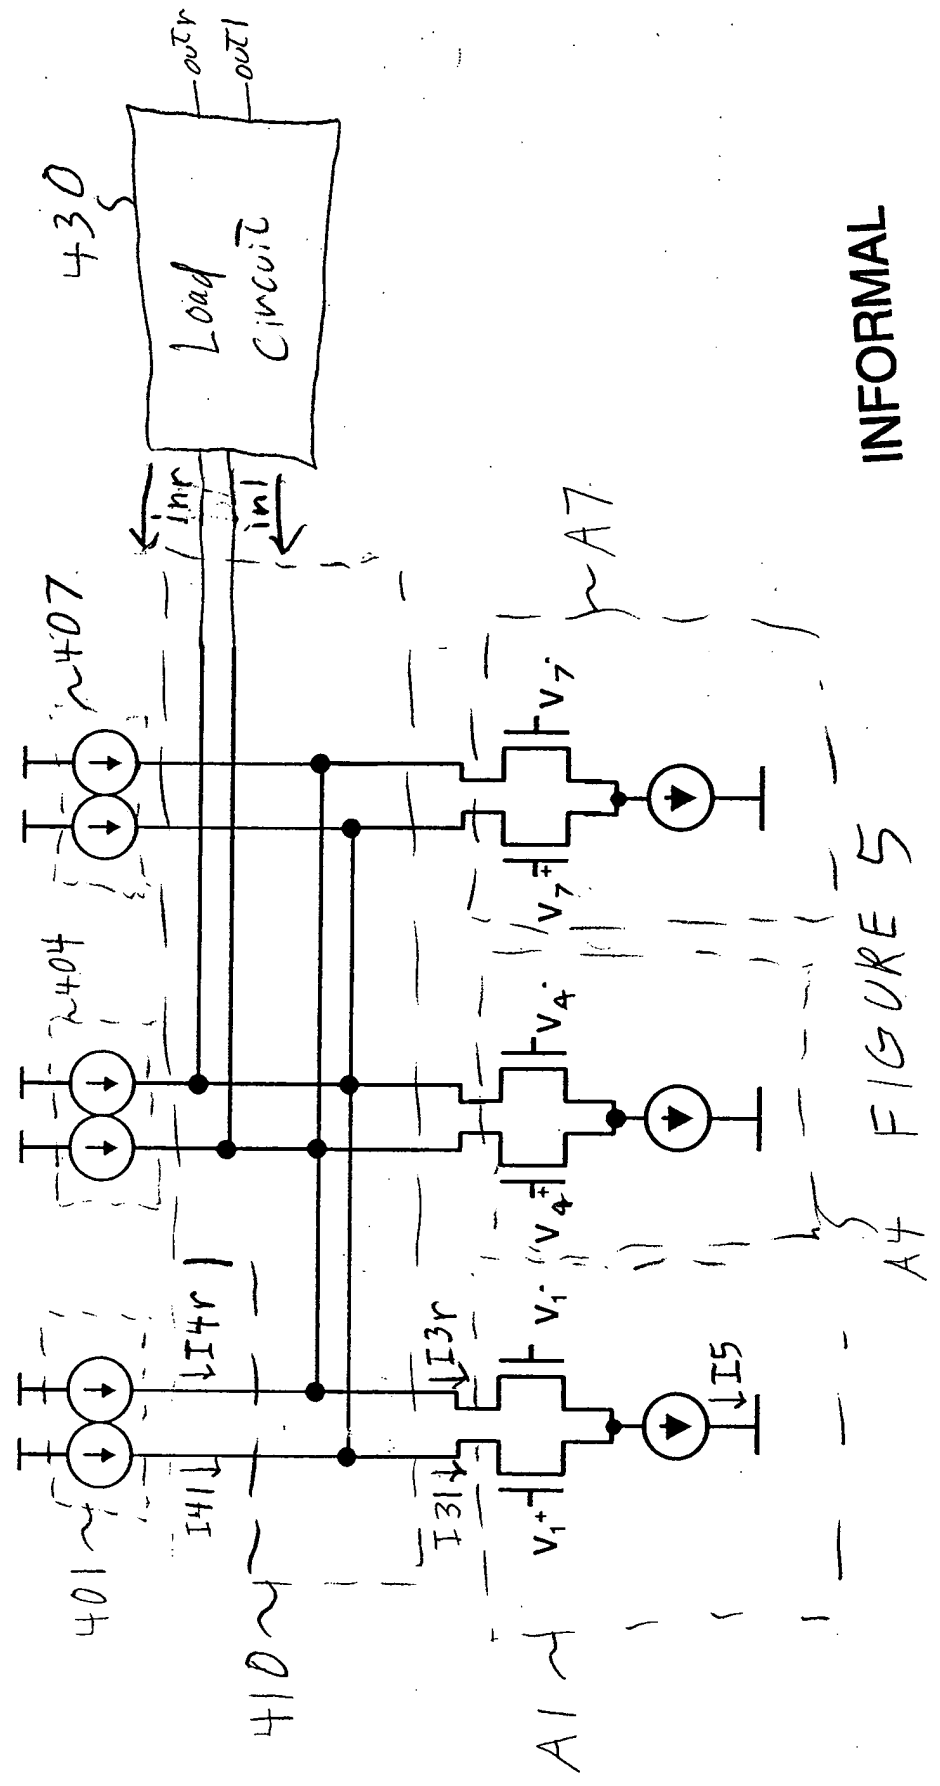 401
~404
~407
430
I4l
I4r
inr
outr
outl
Load
Circuit
inl
410
I3l
I3r
V1+
V1-
V4+
V4-
V7+
V7-
A1
A7
I5
A4
FIGURE 5
INFORMAL